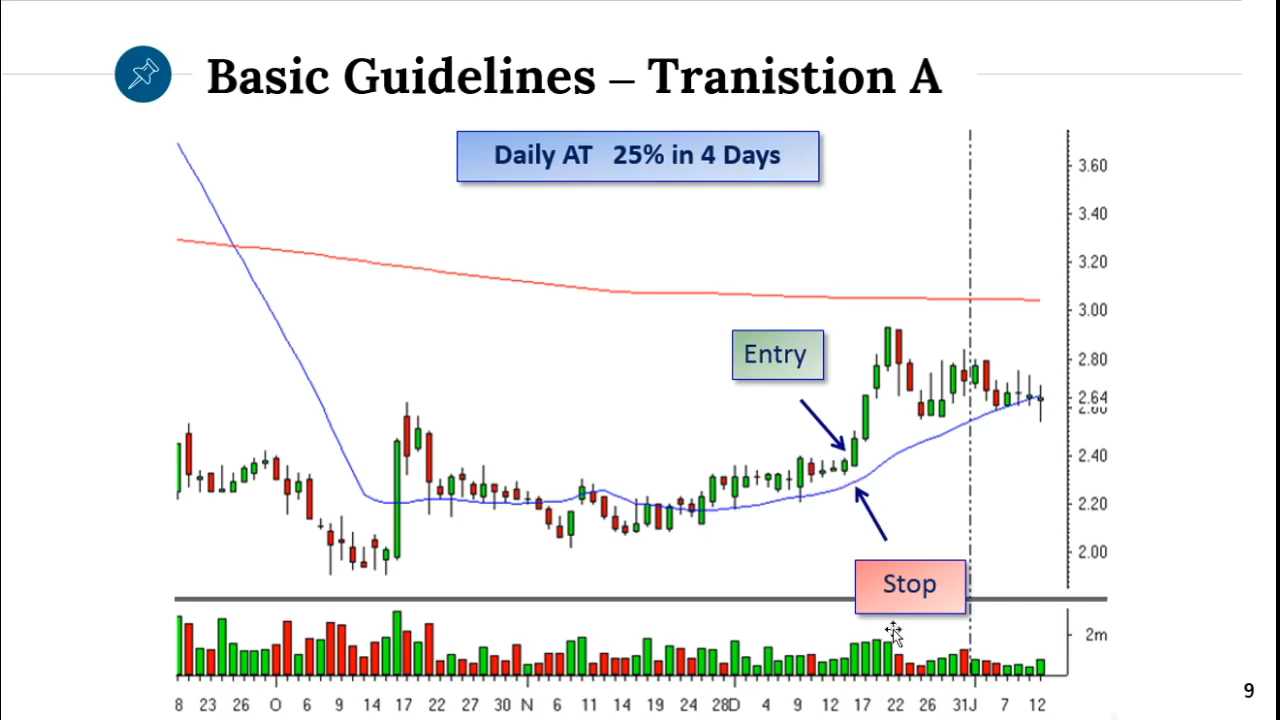 Basic Guidelines – Tranistion A
Daily AT 25% in 4 Days
3.60
3.40
3.20
3.00
Entry
2.80
2.64
2.60
2.40
2.20
2.00
Stop
2m
8 23 26 O 6 9 14 17 22 27 30 N 6 11 14 19 24 28D 4 9 12 17 22 26 31J 7 12
9